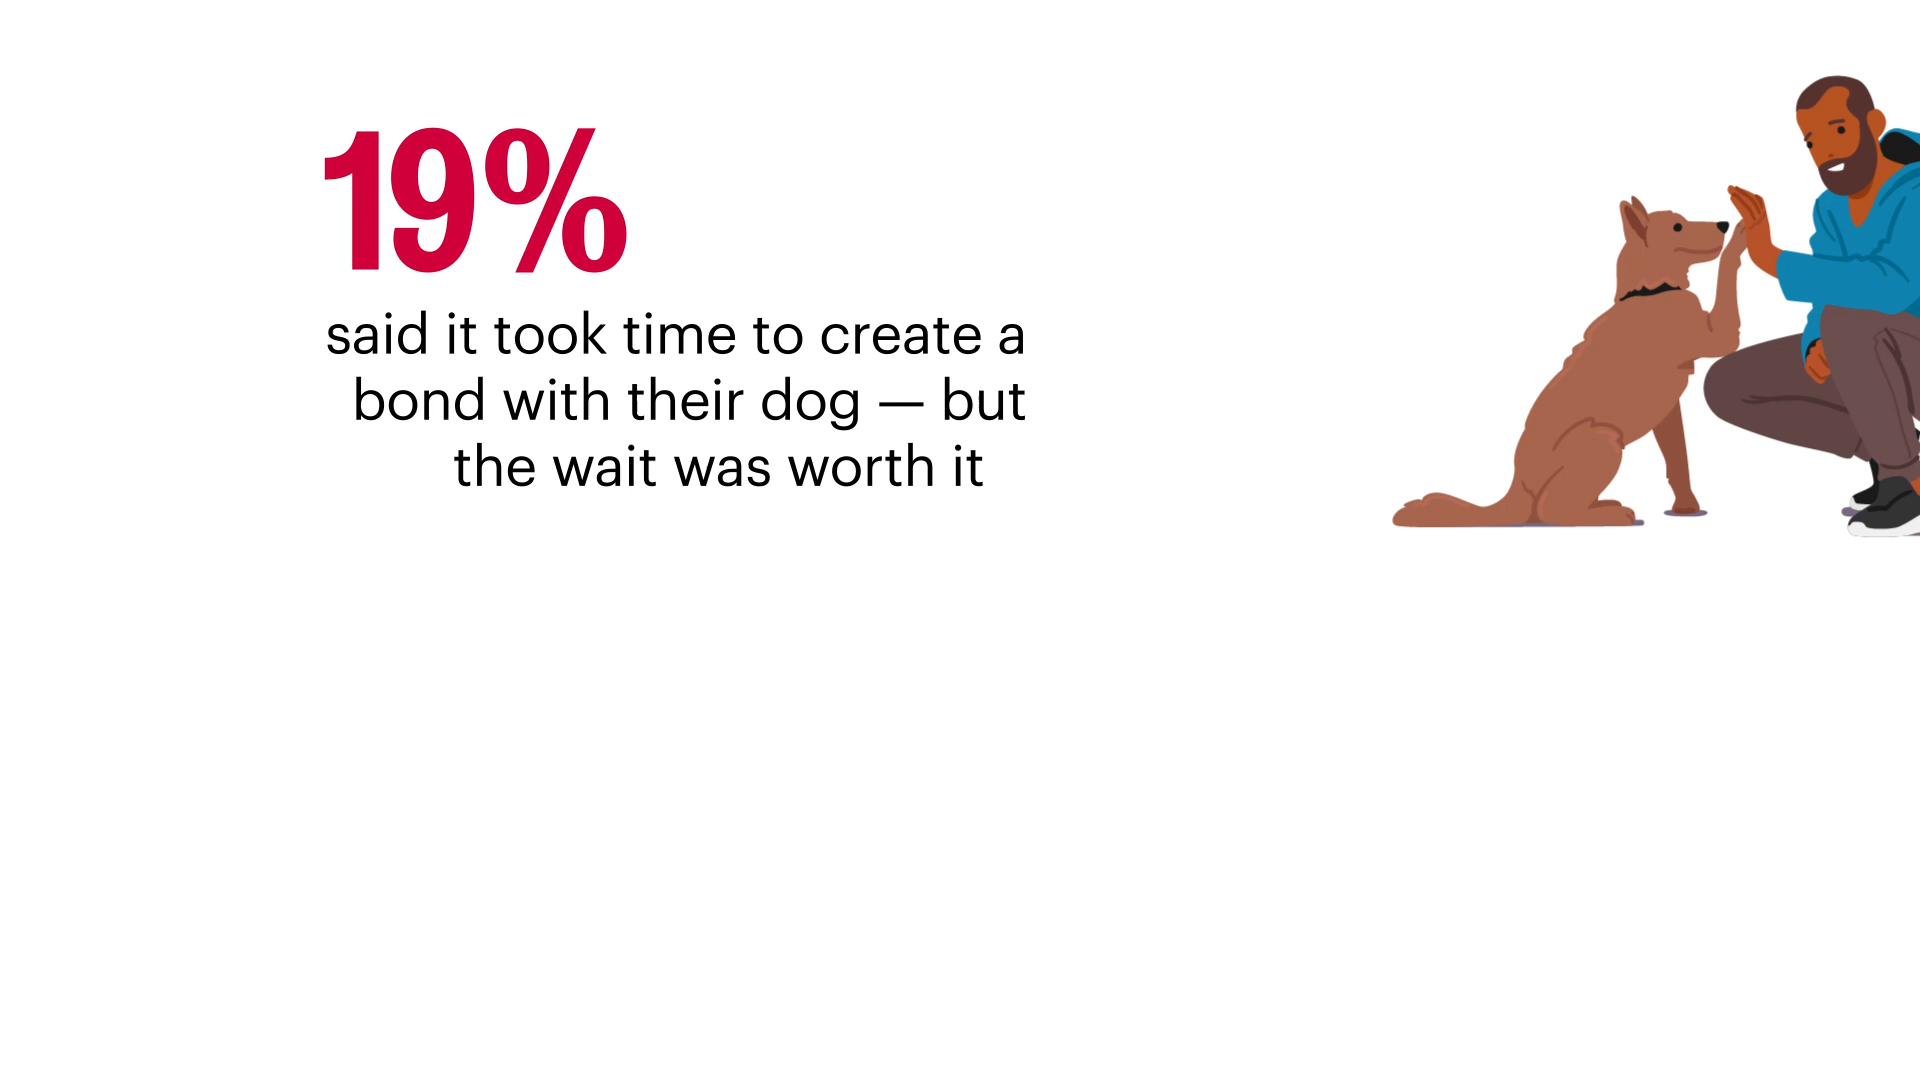 19%
said it took time to create a
bond with their dog — but
the wait was worth it